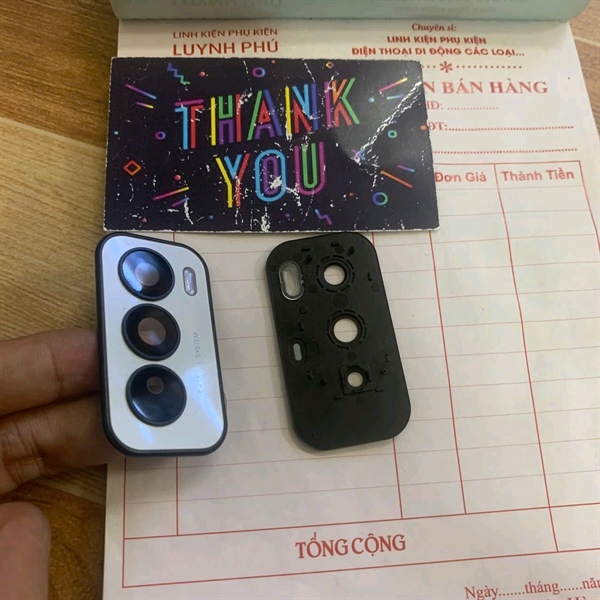 LINH KIỆN PHỤ KIỆN
LUYNH PHÚ
Chuyên sỉ:
LINH KIỆN PHỤ KIỆN
ĐIỆN THOẠI DI ĐỘNG CÁC LOẠI...
THANK
YOU
N BÁN HÀNG
Đơn Giá
Thành Tiền
TỔNG CỘNG
Ngày.......tháng......năm